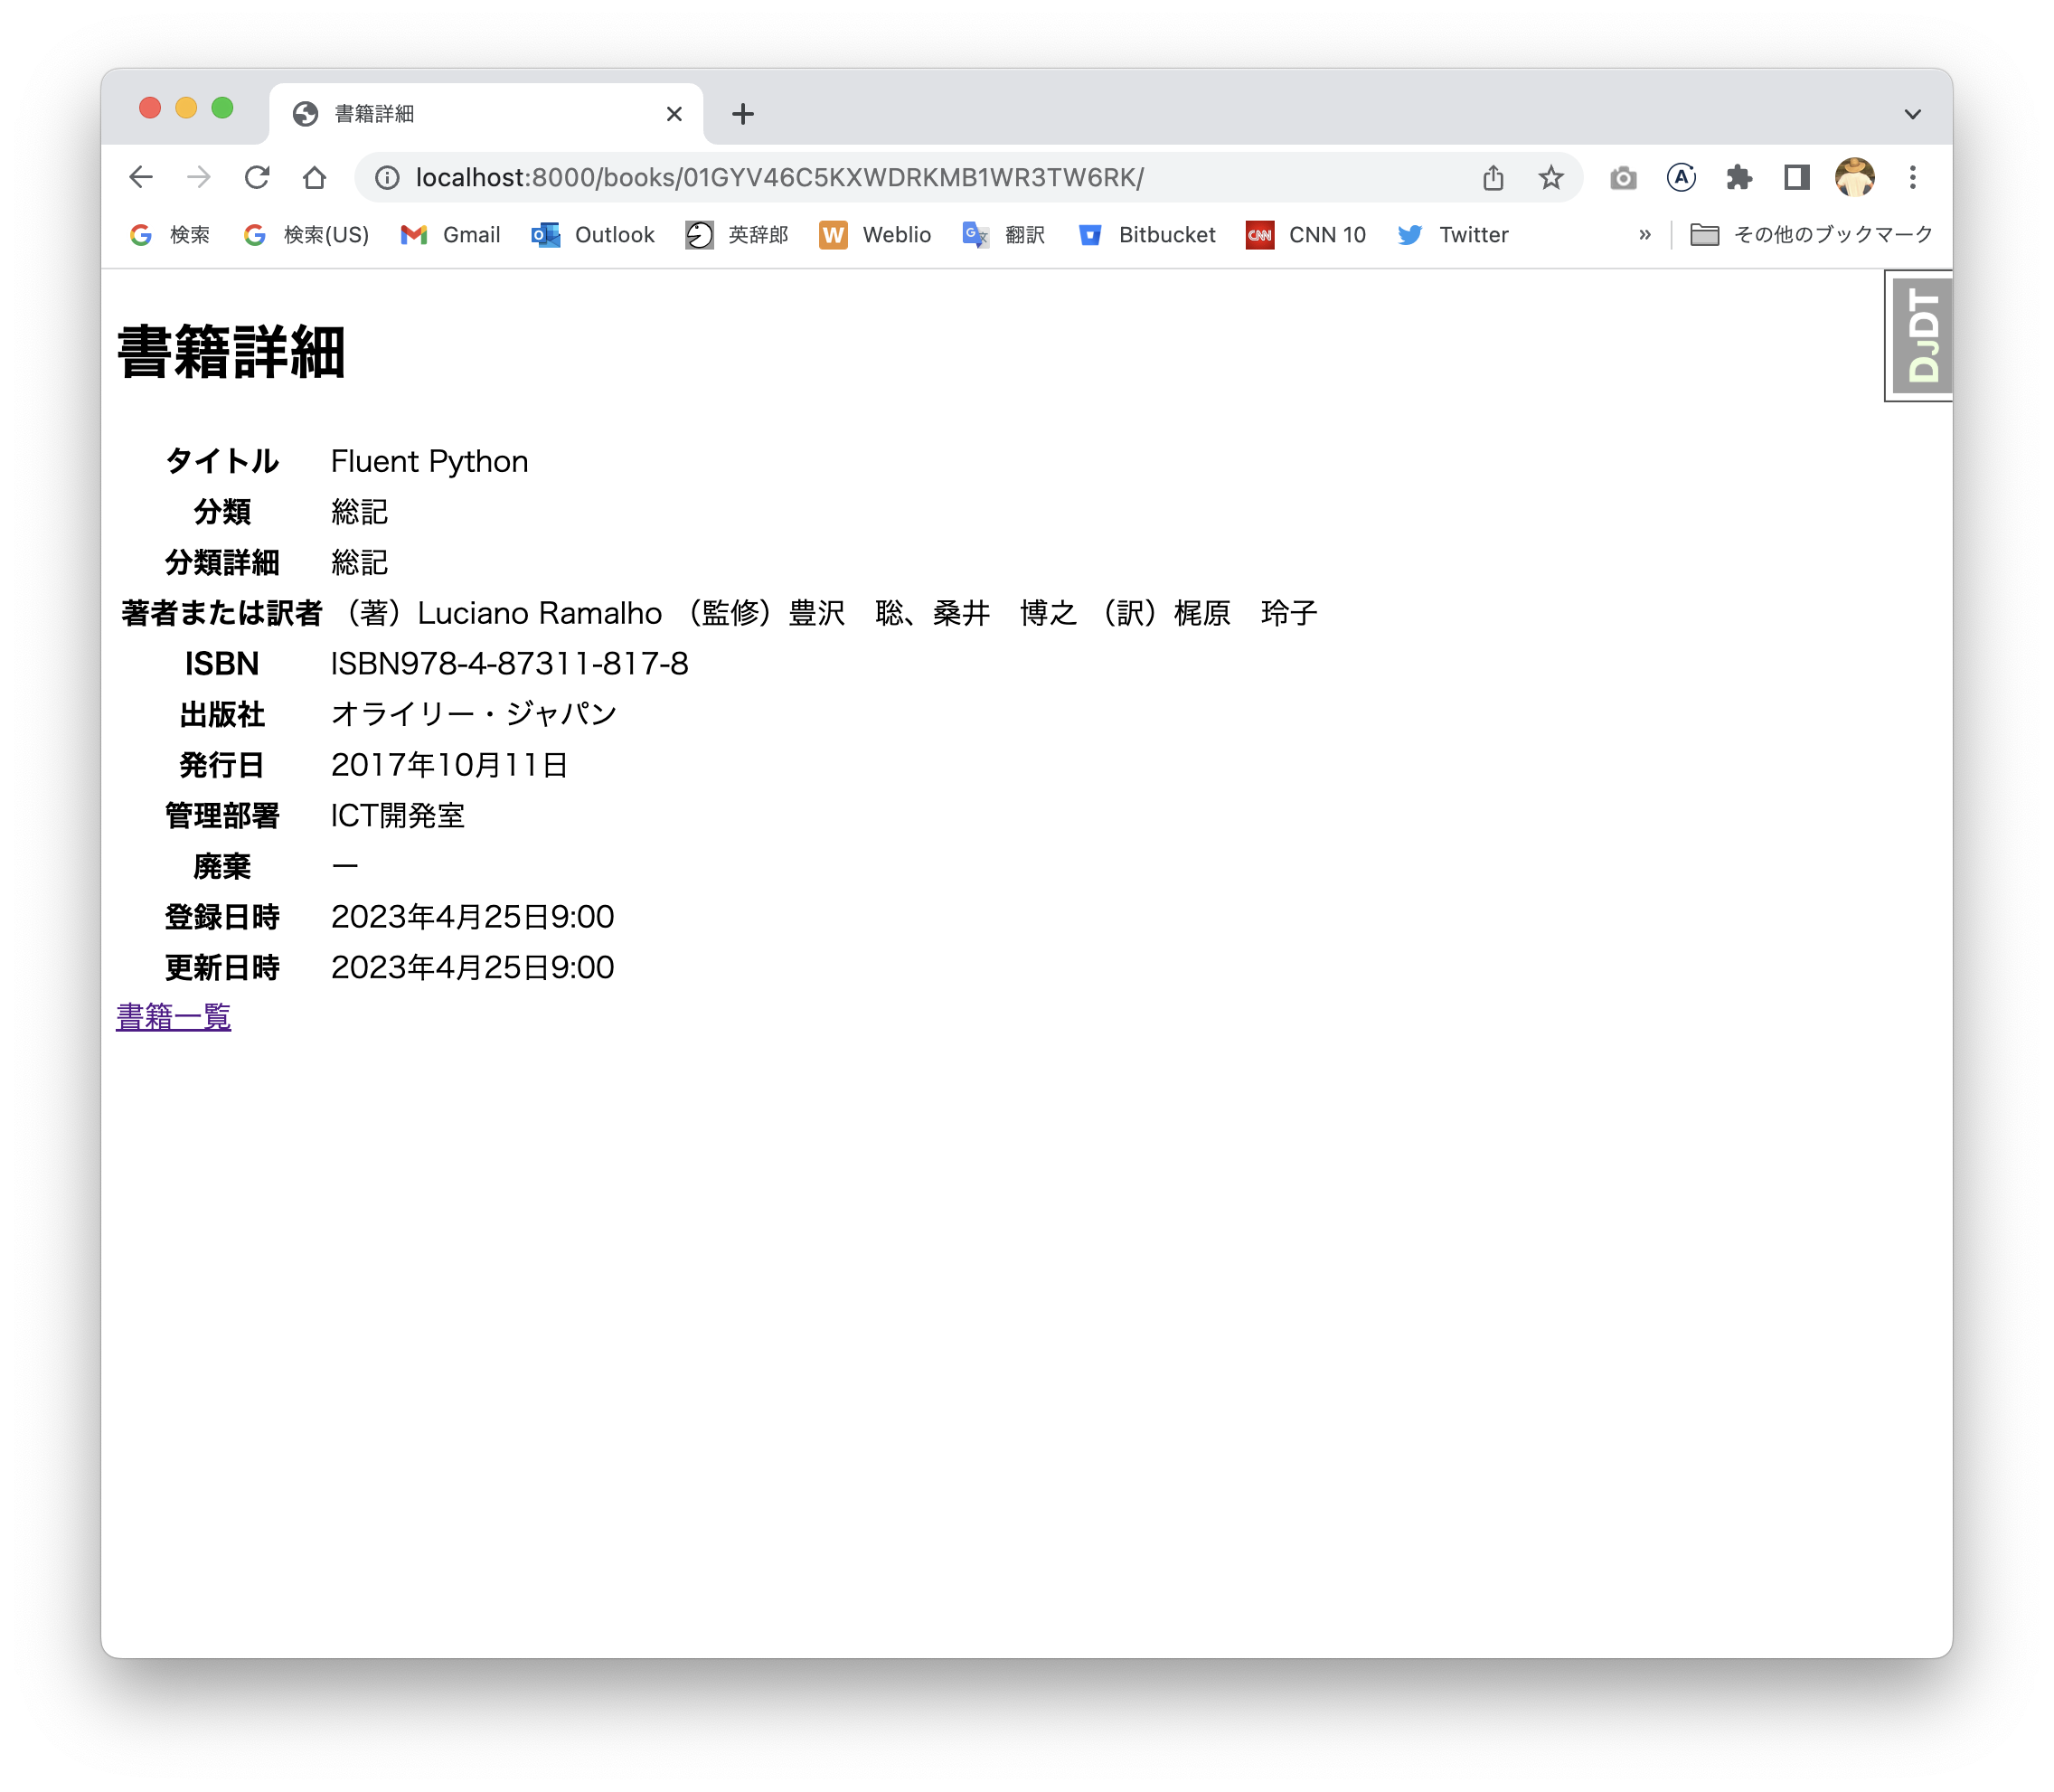 書籍詳細
localhost:8000/books/01GYV46C5KXWDRKMB1WR3TW6RK/
検索 検索(US) Gmail Outlook 英辞郎 Weblio 翻訳 Bitbucket CNN 10 Twitter » その他のブックマーク
DJDT
書籍詳細
タイトル Fluent Python
分類 総記
分類詳細 総記
著者または訳者 （著）Luciano Ramalho （監修）豊沢　聡、桑井　博之 （訳）梶原　玲子
ISBN ISBN978-4-87311-817-8
出版社 オライリー・ジャパン
発行日 2017年10月11日
管理部署 ICT開発室
廃棄 —
登録日時 2023年4月25日9:00
更新日時 2023年4月25日9:00
書籍一覧